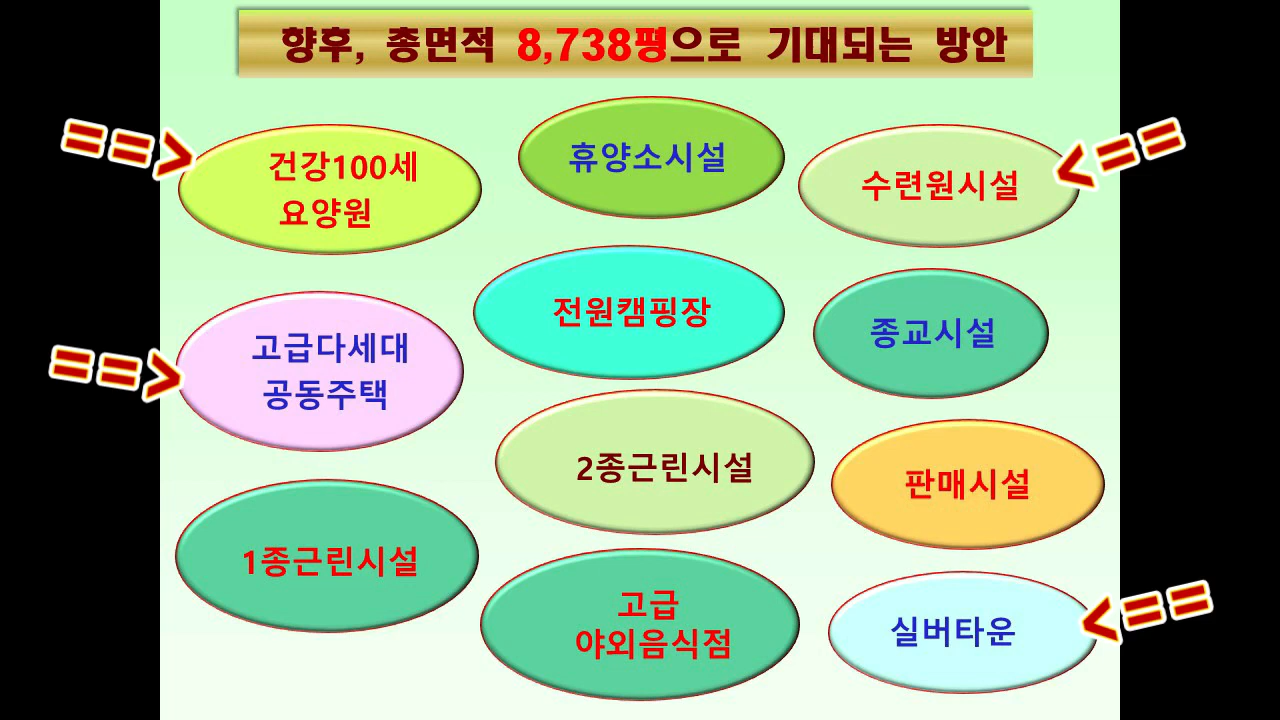 향후, 총면적 8,738평으로 기대되는 방안
==>
건강100세
요양원
휴양소시설
수련원시설
<==
전원캠핑장
종교시설
==>
고급다세대
공동주택
2종근린시설
판매시설
1종근린시설
고급
야외음식점
실버타운
<==